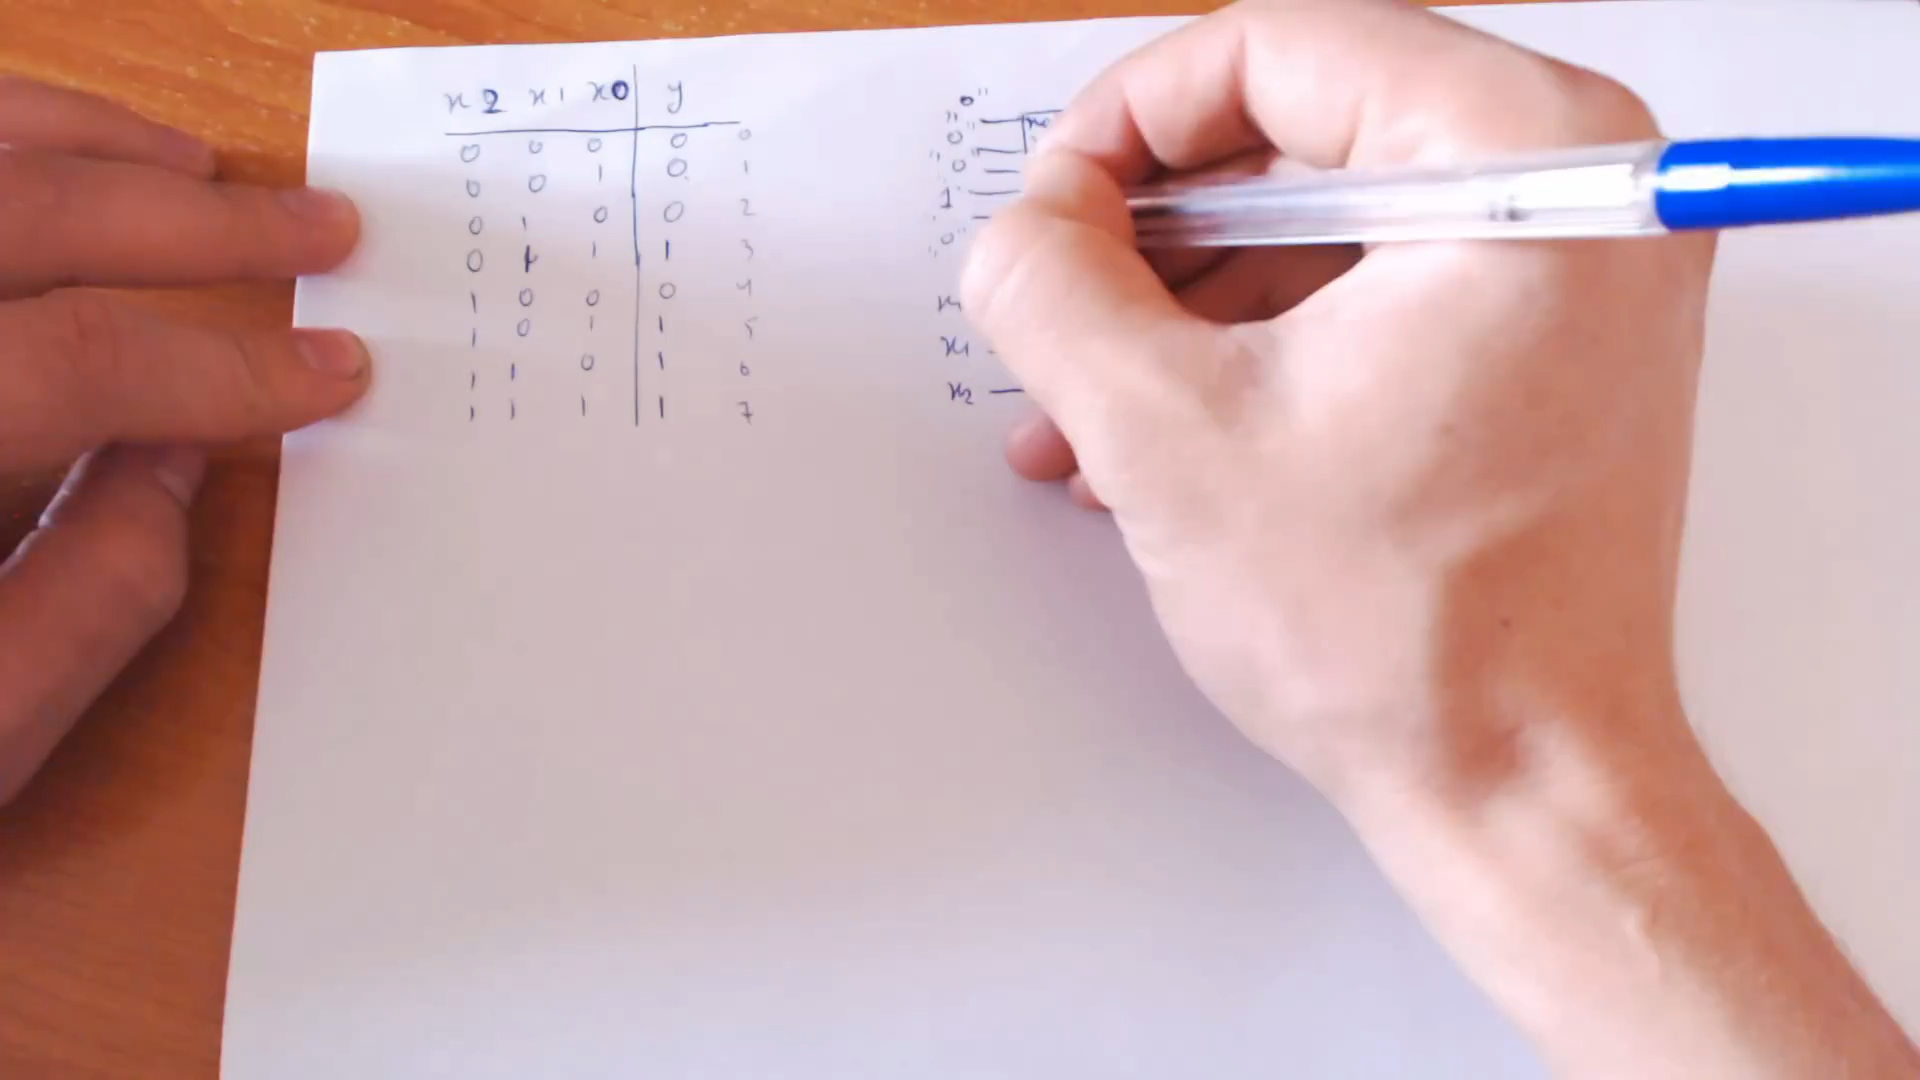 x2 x1 x0 y
0 0 0 0 0
0 0 1 0 1
0 1 0 0 2
0 1 1 1 3
1 0 0 0 4
1 0 1 1 5
1 1 0 1 6
1 1 1 1 7
"0"
"0"
"0"
"1"
"0"
x1
x2